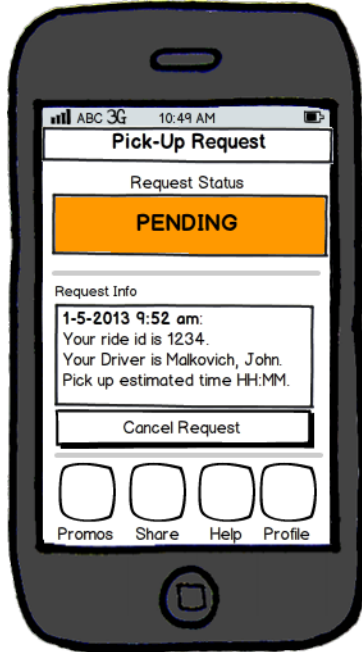 ABC 3G 10:49 AM
Pick-Up Request
Request Status
PENDING
Request Info
1-5-2013 9:52 am:
Your ride id is 1234.
Your Driver is Malkovich, John.
Pick up estimated time HH:MM.
Cancel Request
Promos Share Help Profile